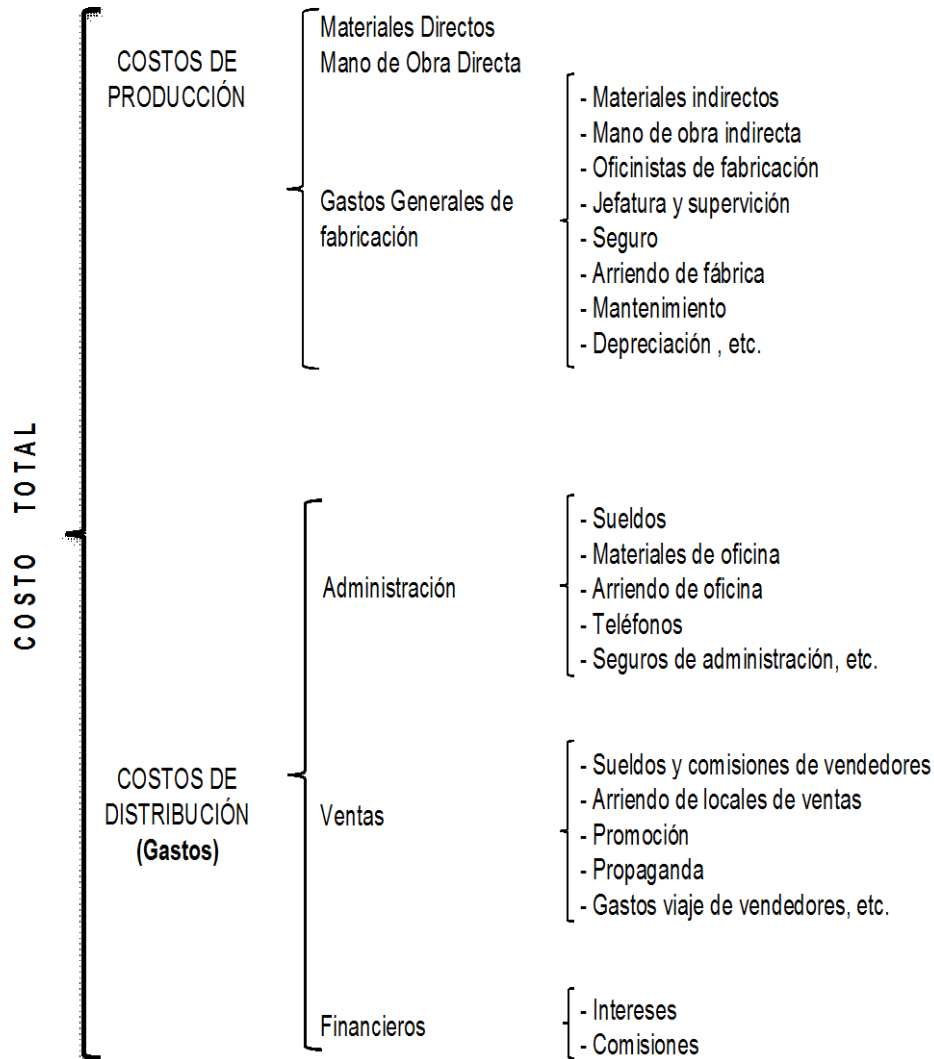 COSTO TOTAL
COSTOS DE
PRODUCCIÓN
Materiales Directos
Mano de Obra Directa
Gastos Generales de
fabricación
- Materiales indirectos
- Mano de obra indirecta
- Oficinistas de fabricación
- Jefatura y supervición
- Seguro
- Arriendo de fábrica
- Mantenimiento
- Depreciación , etc.
COSTOS DE
DISTRIBUCIÓN
(Gastos)
Administración
- Sueldos
- Materiales de oficina
- Arriendo de oficina
- Teléfonos
- Seguros de administración, etc.
Ventas
- Sueldos y comisiones de vendedores
- Arriendo de locales de ventas
- Promoción
- Propaganda
- Gastos viaje de vendedores, etc.
Financieros
- Intereses
- Comisiones